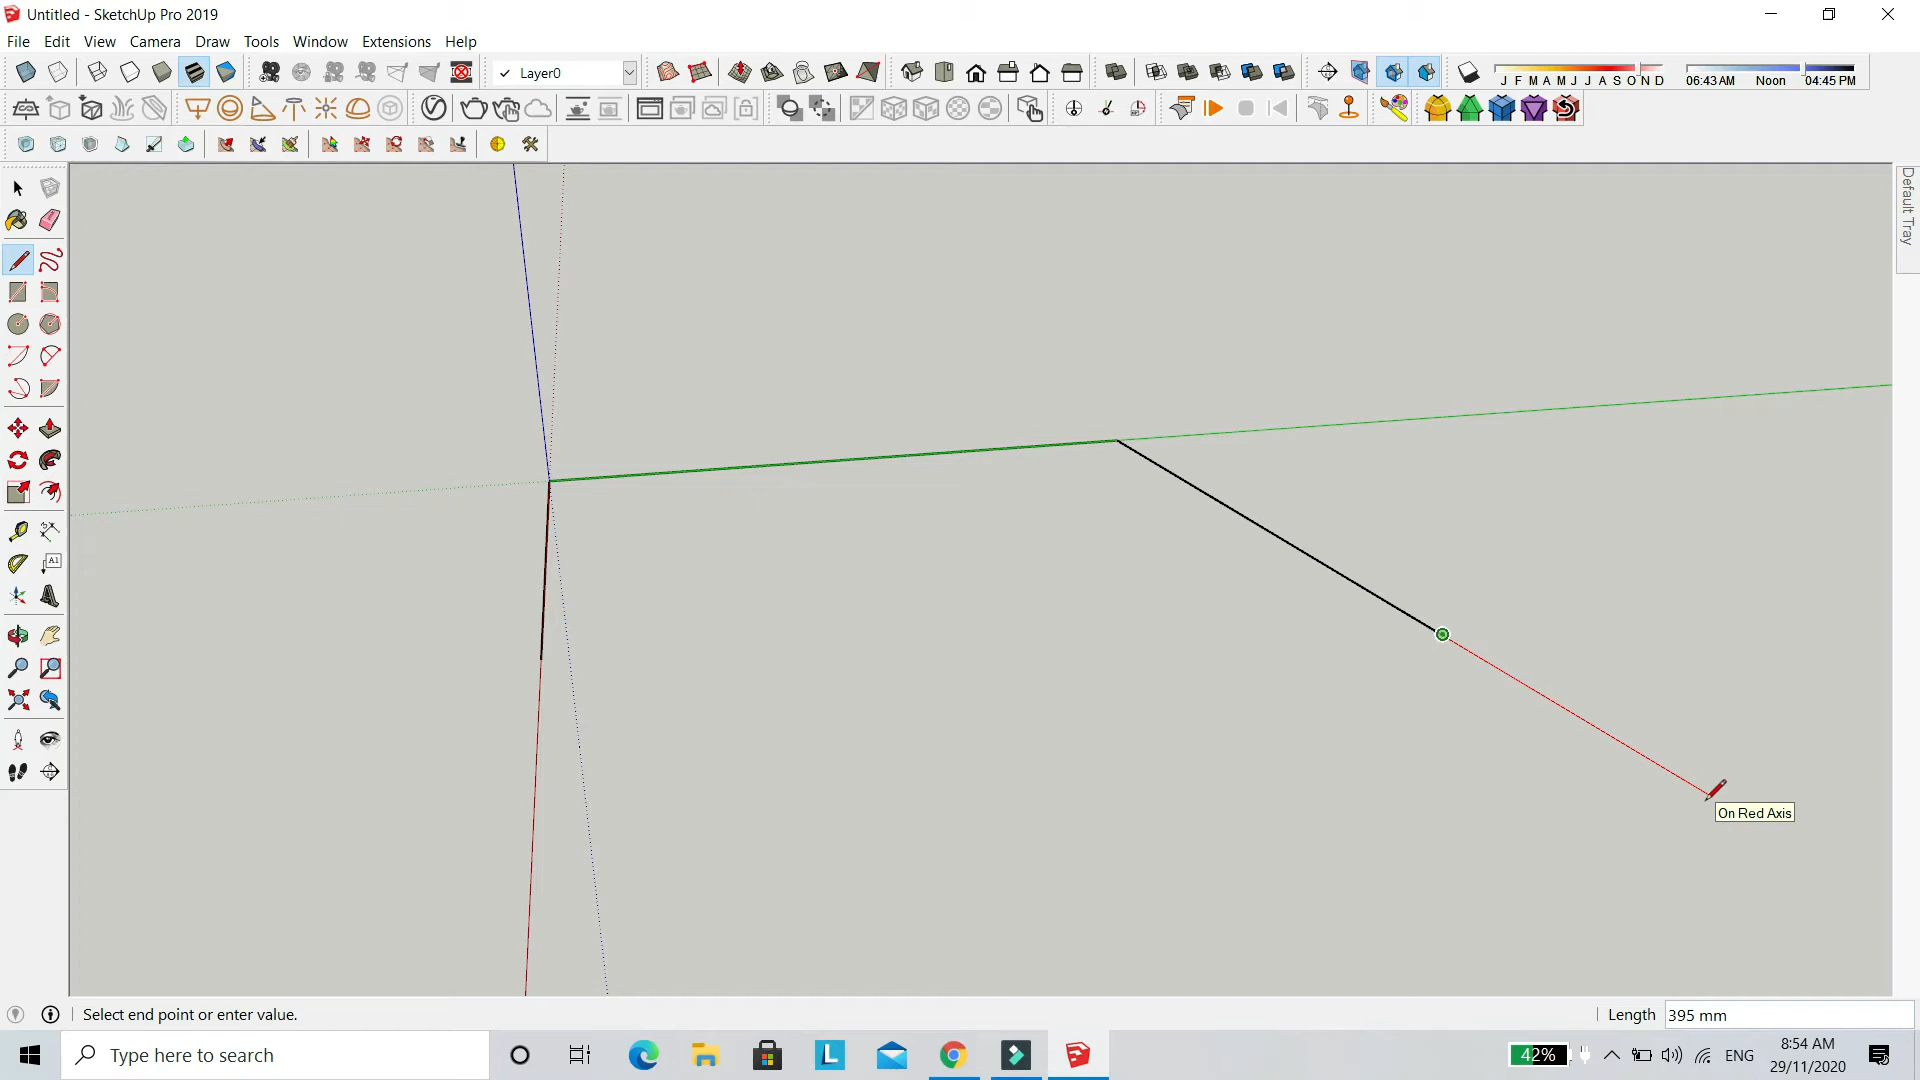 Untitled - SketchUp Pro 2019
File Edit View Camera Draw Tools Window Extensions Help
Layer0
J F M A M J J A S O N D
06:43 AM Noon 04:45 PM
Default Tray
A1
On Red Axis
Select end point or enter value.
Length 395 mm
Type here to search
L
42%
ENG
8:54 AM
29/11/2020